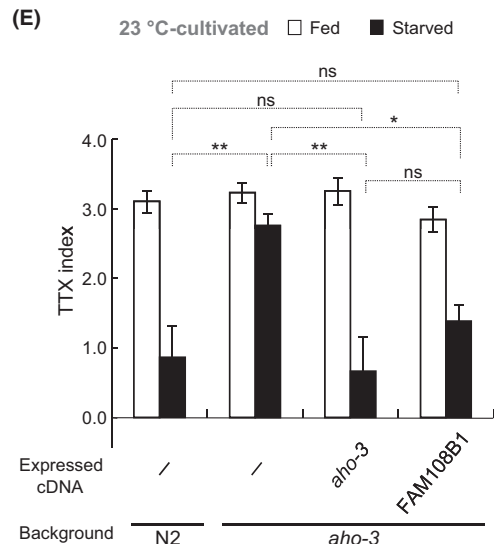 (E)
23 °C-cultivated Fed Starved
ns
ns
*
** **
ns
4.0
3.0
2.0
1.0
0.0
TTX index
Expressed cDNA
/ / aho-3 FAM108B1
Background
N2 aho-3